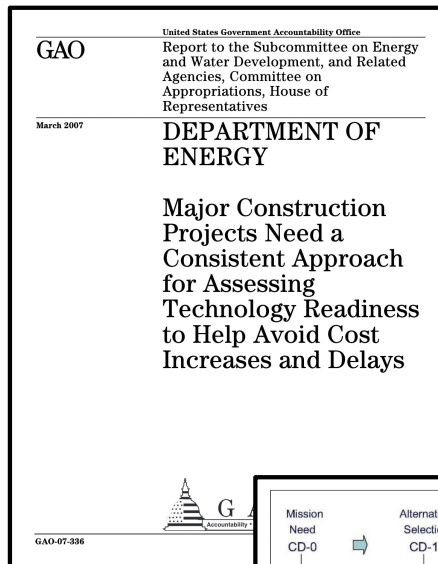 United States Government Accountability Office
GAO
Report to the Subcommittee on Energy
and Water Development, and Related
Agencies, Committee on
Appropriations, House of
Representatives
March 2007
DEPARTMENT OF
ENERGY
Major Construction
Projects Need a
Consistent Approach
for Assessing
Technology Readiness
to Help Avoid Cost
Increases and Delays
G
Accountability
GAO-07-336
Mission
Need
CD-0
CD-1